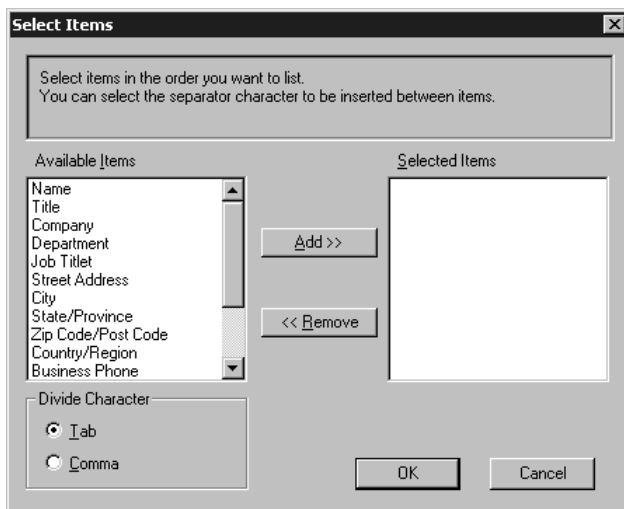 Select Items
Select items in the order you want to list.
You can select the separator character to be inserted between items.
Available Items
Selected Items
Name
Title
Company
Department
Job Titlet
Street Address
City
State/Province
Zip Code/Post Code
Country/Region
Business Phone
Add >>
<< Remove
Divide Character
Tab
Comma
OK
Cancel